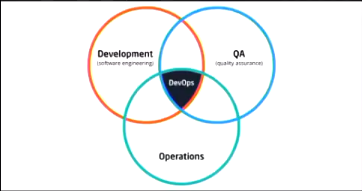 Development
(software engineering)
QA
(quality assurance)
DevOps
Operations